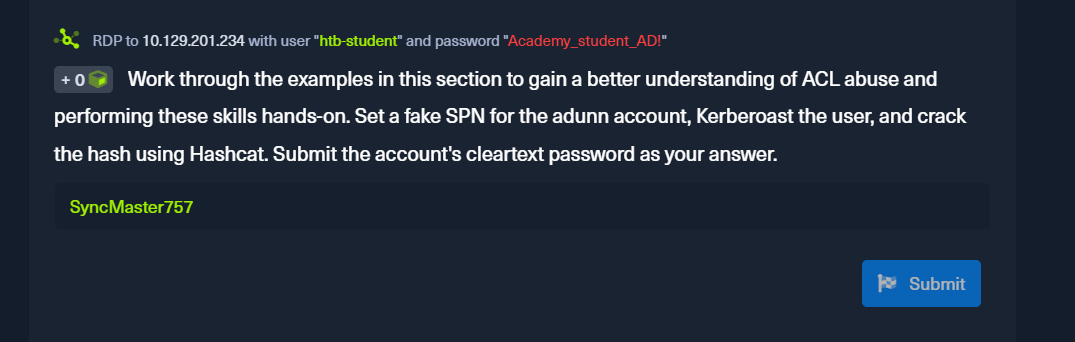 RDP to 10.129.201.234 with user "htb-student" and password "Academy_student_AD!"
+ 0 Work through the examples in this section to gain a better understanding of ACL abuse and
performing these skills hands-on. Set a fake SPN for the adunn account, Kerberoast the user, and crack
the hash using Hashcat. Submit the account's cleartext password as your answer.
SyncMaster757
Submit